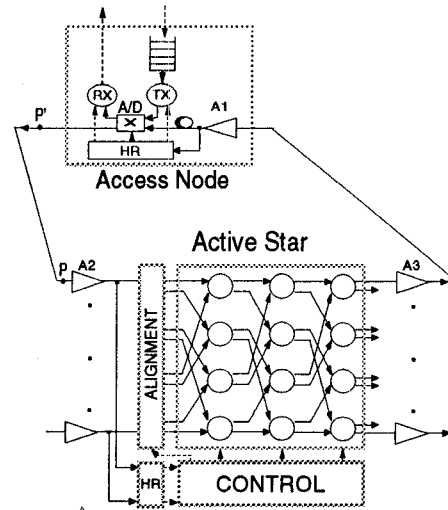 RX
A/D
TX
A1
P'
X
HR
Access Node
Active Star
P
A2
A3
ALIGNMENT
HR
CONTROL